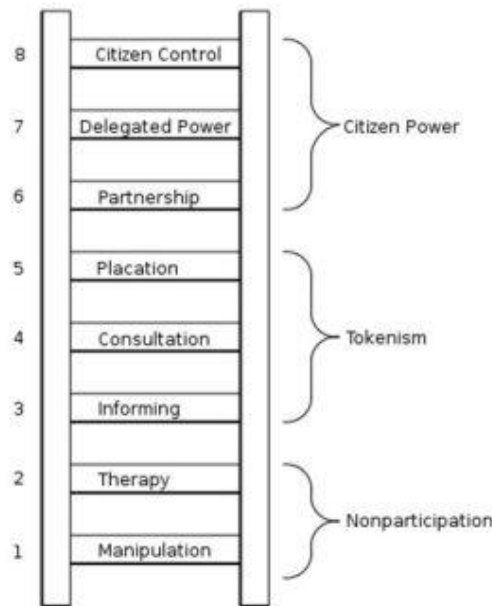 8 Citizen Control
7 Delegated Power
Citizen Power
6 Partnership
5 Placation
4 Consultation
Tokenism
3 Informing
2 Therapy
Nonparticipation
1 Manipulation